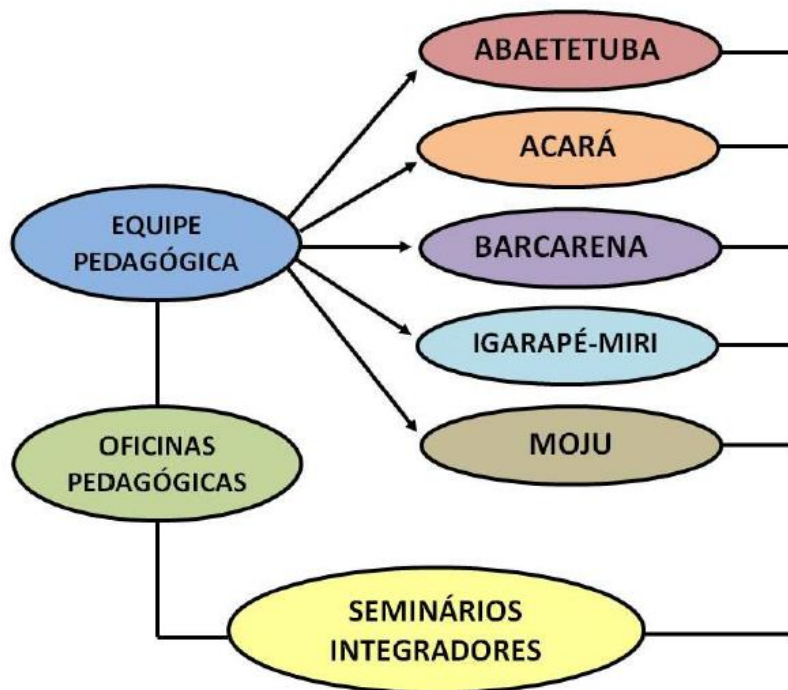 ABAETETUBA
ACARÁ
EQUIPE
PEDAGÓGICA
BARCARENA
IGARAPÉ-MIRI
OFICINAS
PEDAGÓGICAS
MOJU
SEMINÁRIOS
INTEGRADORES